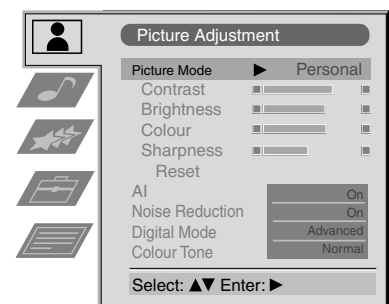 Picture Adjustment
Picture Mode ▶ Personal
Contrast
Brightness
Colour
Sharpness
Reset
AI On
Noise Reduction On
Digital Mode Advanced
Colour Tone Normal
Select: ▲▼ Enter: ▶